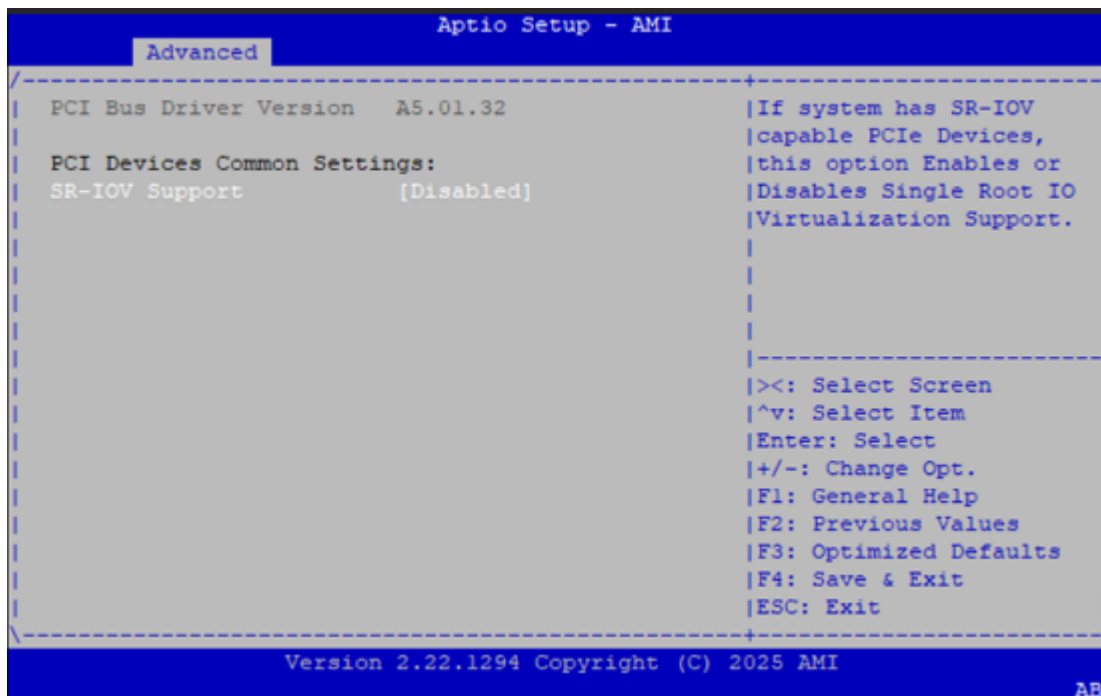 Aptio Setup - AMI
Advanced
PCI Bus Driver Version A5.01.32
PCI Devices Common Settings:
SR-IOV Support [Disabled]
If system has SR-IOV
capable PCIe Devices,
this option Enables or
Disables Single Root IO
Virtualization Support.
><: Select Screen
^v: Select Item
Enter: Select
+/-: Change Opt.
F1: General Help
F2: Previous Values
F3: Optimized Defaults
F4: Save & Exit
ESC: Exit
Version 2.22.1294 Copyright (C) 2025 AMI
AB